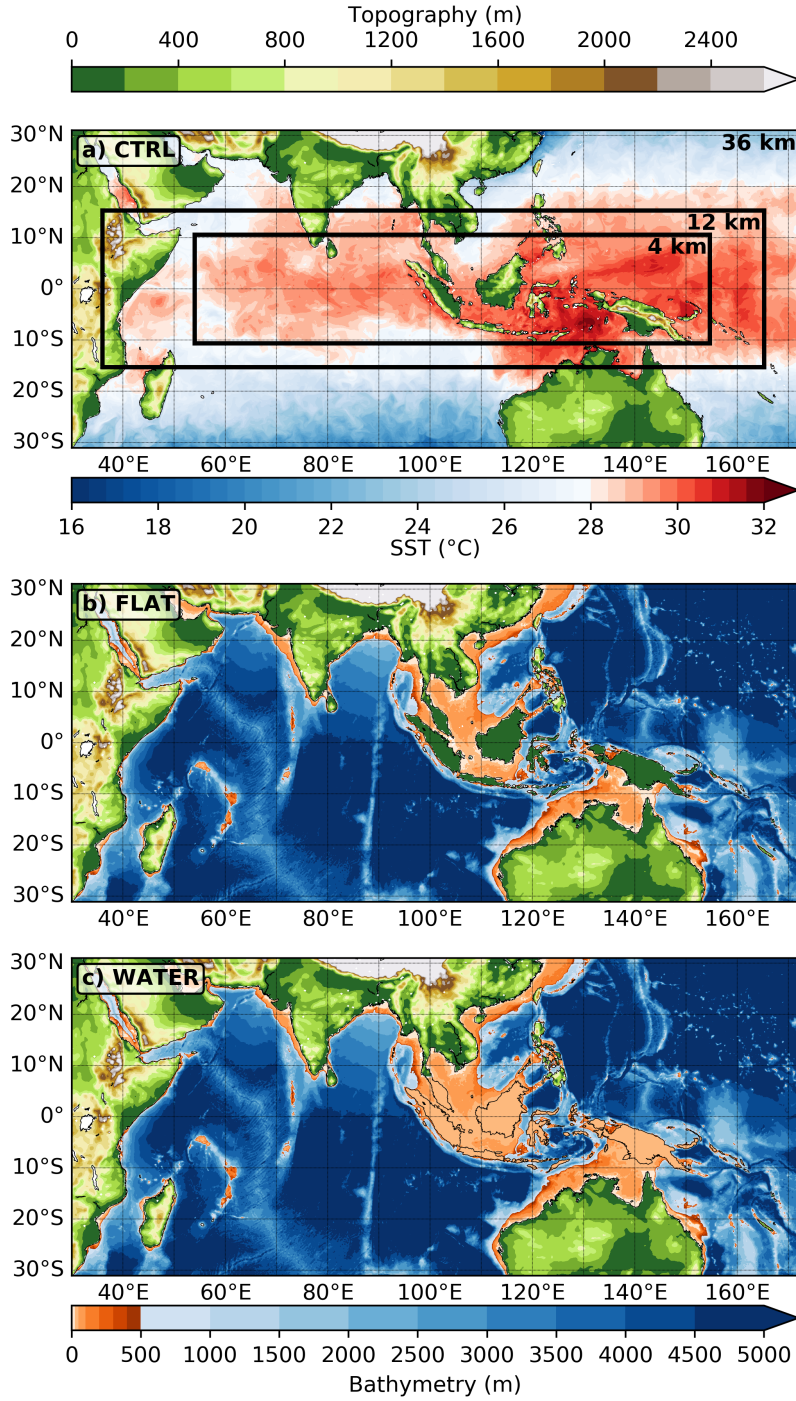 Topography (m)
0 400 800 1200 1600 2000 2400
30°N
20°N
10°N
0°
10°S
20°S
30°S
a) CTRL
36 km
12 km
4 km
40°E 60°E 80°E 100°E 120°E 140°E 160°E
16 18 20 22 24 26 28 30 32
SST (°C)
30°N
20°N
10°N
0°
10°S
20°S
30°S
b) FLAT
40°E 60°E 80°E 100°E 120°E 140°E 160°E
30°N
20°N
10°N
0°
10°S
20°S
30°S
c) WATER
40°E 60°E 80°E 100°E 120°E 140°E 160°E
0 500 1000 1500 2000 2500 3000 3500 4000 4500 5000
Bathymetry (m)